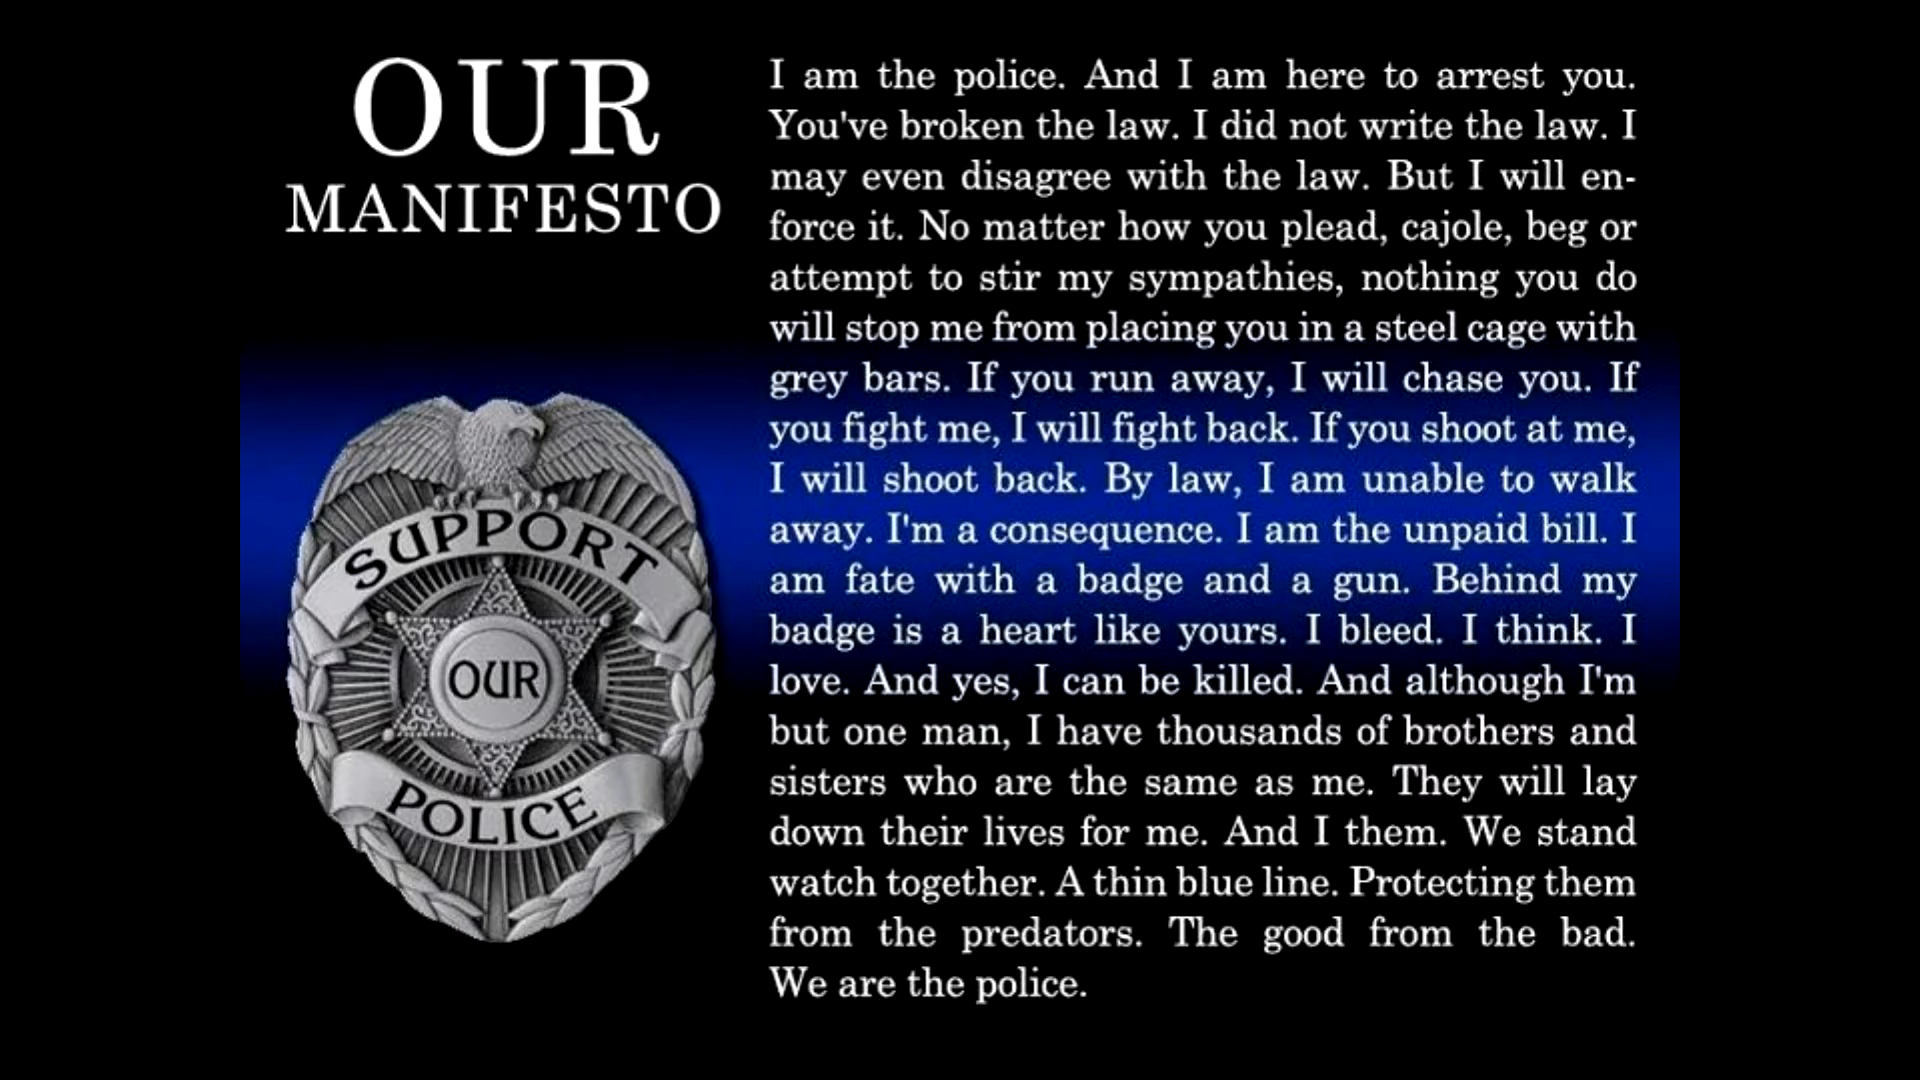 OUR
MANIFESTO
SUPPORT
OUR
POLICE
I am the police. And I am here to arrest you.
You've broken the law. I did not write the law. I
may even disagree with the law. But I will en-
force it. No matter how you plead, cajole, beg or
attempt to stir my sympathies, nothing you do
will stop me from placing you in a steel cage with
grey bars. If you run away, I will chase you. If
you fight me, I will fight back. If you shoot at me,
I will shoot back. By law, I am unable to walk
away. I'm a consequence. I am the unpaid bill. I
am fate with a badge and a gun. Behind my
badge is a heart like yours. I bleed. I think. I
love. And yes, I can be killed. And although I'm
but one man, I have thousands of brothers and
sisters who are the same as me. They will lay
down their lives for me. And I them. We stand
watch together. A thin blue line. Protecting them
from the predators. The good from the bad.
We are the police.